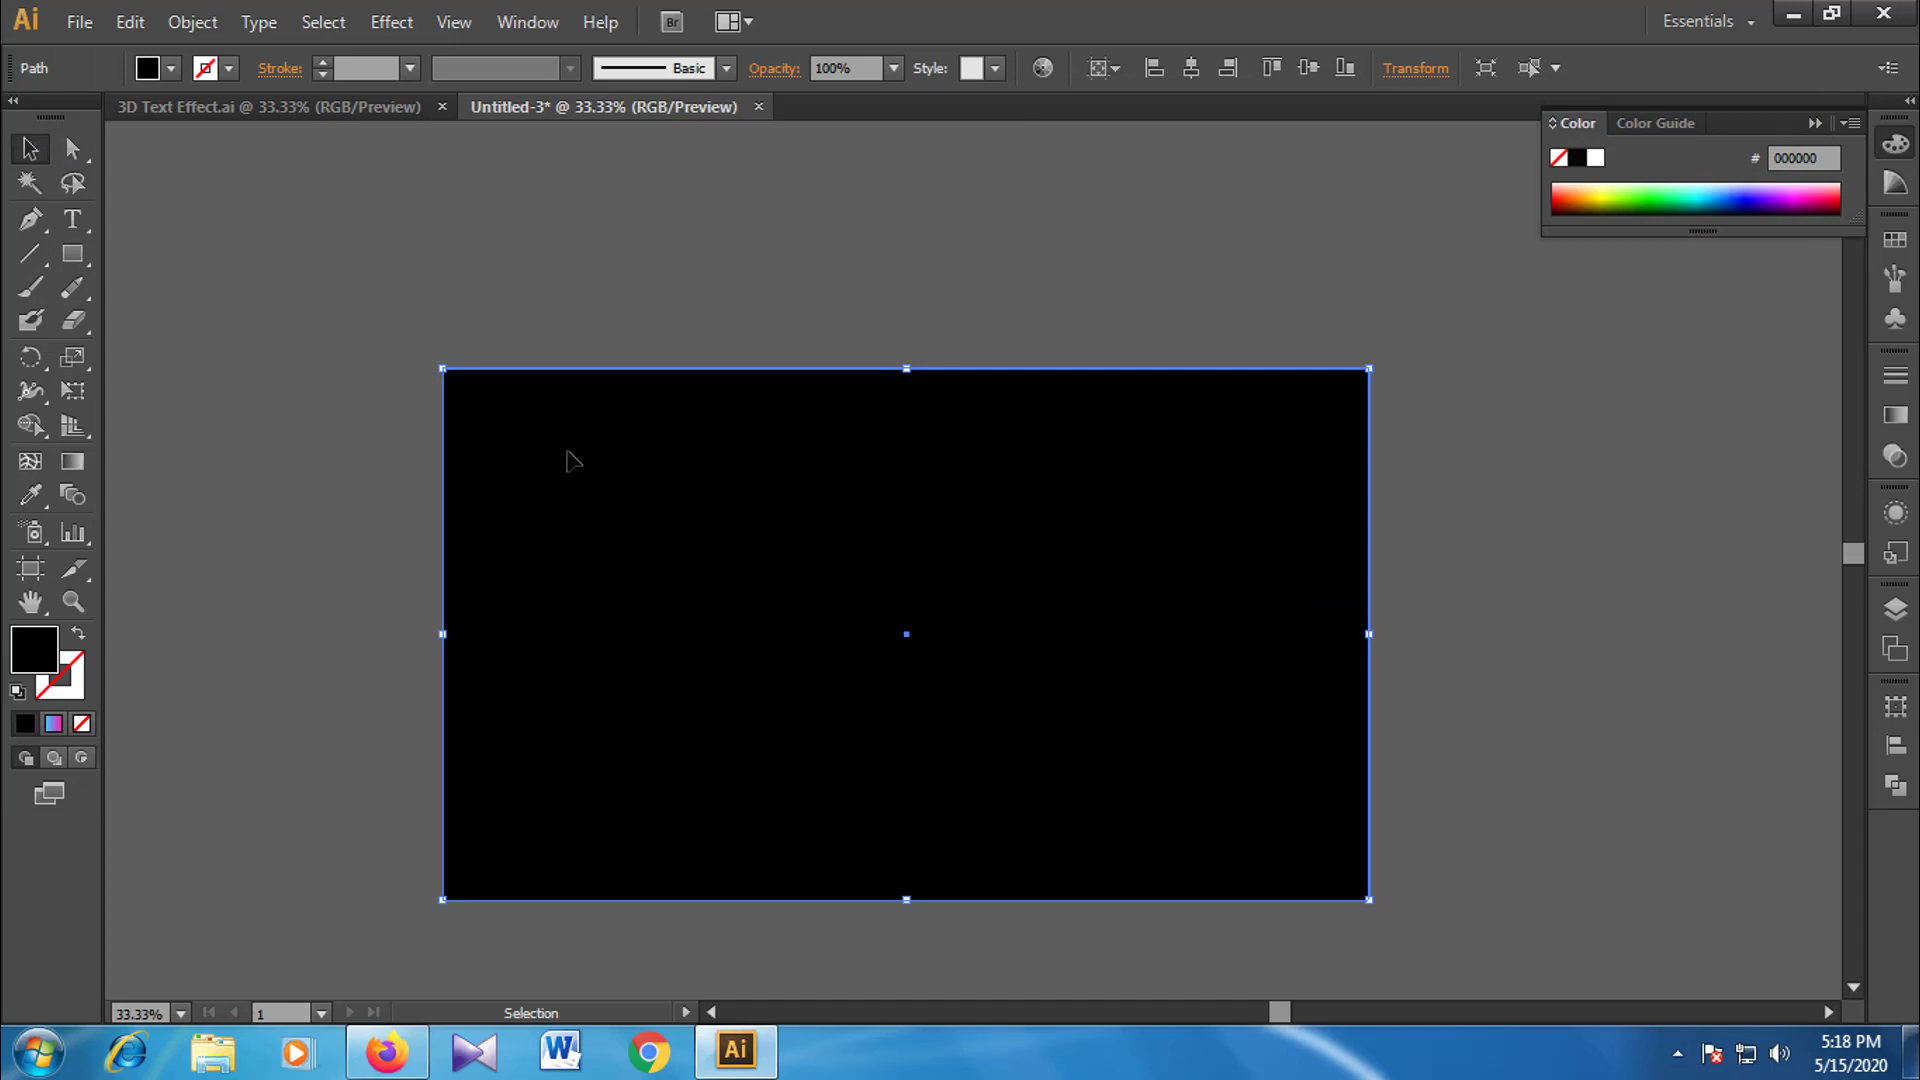 Ai File Edit Object Type Select Effect View Window Help Br Essentials
Path Stroke: Basic Opacity: 100% Style: Transform
3D Text Effect.ai @ 33.33% (RGB/Preview) × Untitled-3* @ 33.33% (RGB/Preview) ×
Color Color Guide
# 000000
T
33.33% 1 Selection
W Ai
5:18 PM
5/15/2020